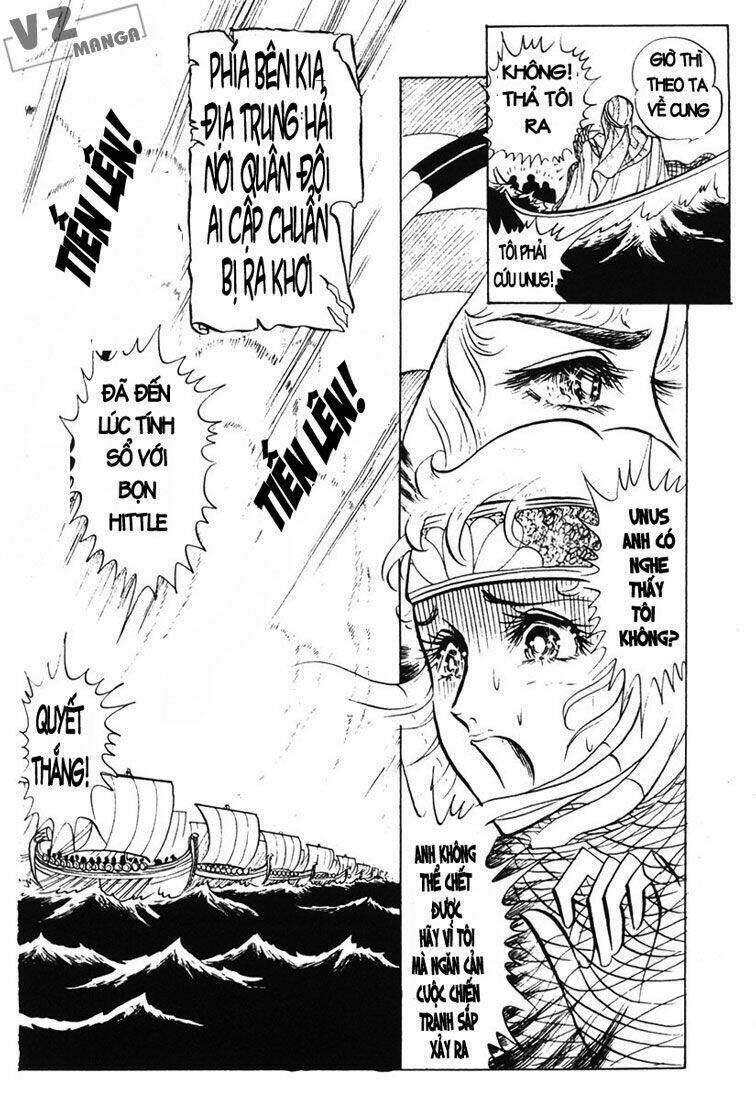 V-Z
MANGA
GIỜ THÌ
THEO TA
VỀ CUNG
KHÔNG!
THẢ TÔI
RA
TÔI PHẢI
CỨU UNUS!
UNUS
ANH CÓ
NGHE
THẤY
TÔI
KHÔNG?
ANH KHÔNG
THỂ CHẾT
ĐƯỢC
HÃY VÌ TÔI
MÀ NGĂN CẢN
CUỘC CHIẾN
TRANH SẮP
XẢY RA
PHÍA BÊN KIA
ĐỊA TRUNG HẢI
NƠI QUÂN ĐỘI
AI CẬP CHUẨN
BỊ RA KHƠI
TIẾN LÊN!
TIẾN LÊN!
ĐÃ ĐẾN
LÚC TÍNH
SỔ VỚI
BỌN
HITTLE
QUYẾT
THẮNG!